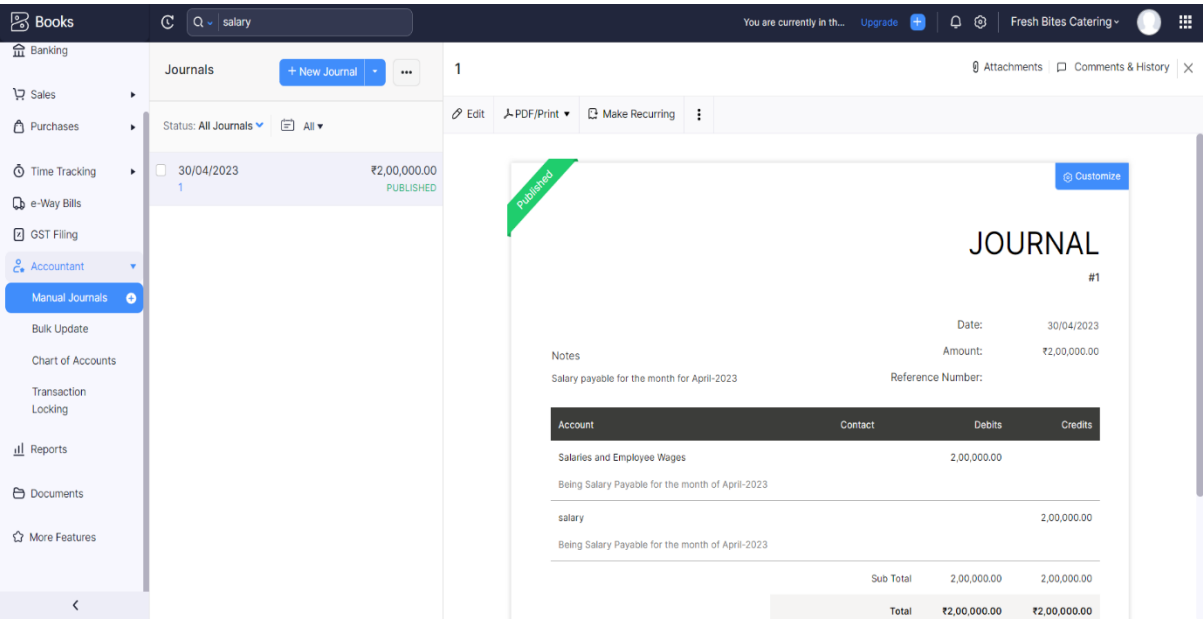 Books
salary
You are currently in th... Upgrade
Fresh Bites Catering
Banking
Sales
Purchases
Time Tracking
e-Way Bills
GST Filing
Accountant
Manual Journals
Bulk Update
Chart of Accounts
Transaction
Locking
Reports
Documents
More Features
Journals
+ New Journal
Status: All Journals
All
30/04/2023 ₹2,00,000.00
1 PUBLISHED
1
Attachments
Comments & History
Edit
PDF/Print
Make Recurring
Published
Customize
JOURNAL
#1
Date: 30/04/2023
Amount: ₹2,00,000.00
Reference Number:
Notes
Salary payable for the month for April-2023
Account Contact Debits Credits
Salaries and Employee Wages 2,00,000.00
Being Salary Payable for the month of April-2023
salary 2,00,000.00
Being Salary Payable for the month of April-2023
Sub Total 2,00,000.00 2,00,000.00
Total ₹2,00,000.00 ₹2,00,000.00